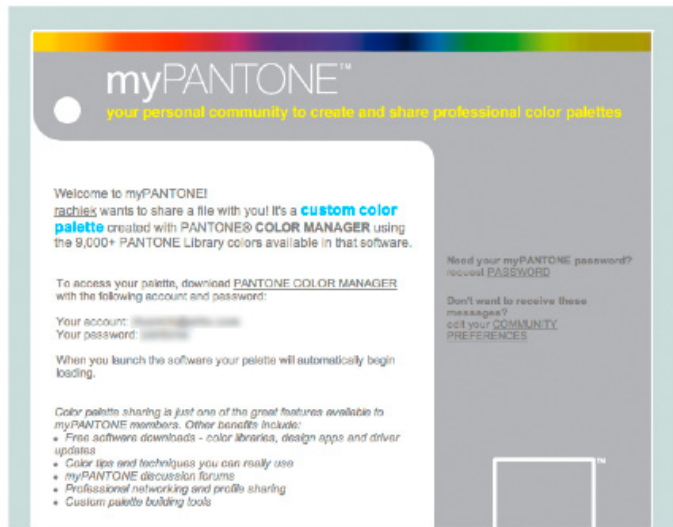 myPANTONE™
your personal community to create and share professional color palettes
Welcome to myPANTONE!
rachiek wants to share a file with you! It's a custom color
palette created with PANTONE® COLOR MANAGER using
the 9,000+ PANTONE Library colors available in that software.
Need your myPANTONE password?
request PASSWORD
To access your palette, download PANTONE COLOR MANAGER
with the following account and password:
Don't want to receive these
messages?
edit your COMMUNITY
PREFERENCES
Your account:
Your password:
When you launch the software your palette will automatically begin
loading.
Color palette sharing is just one of the great features available to
myPANTONE members. Other benefits include:
• Free software downloads - color libraries, design apps and driver
updates
• Color tips and techniques you can really use
• myPANTONE discussion forums
• Professional networking and profile sharing
• Custom palette building tools
™